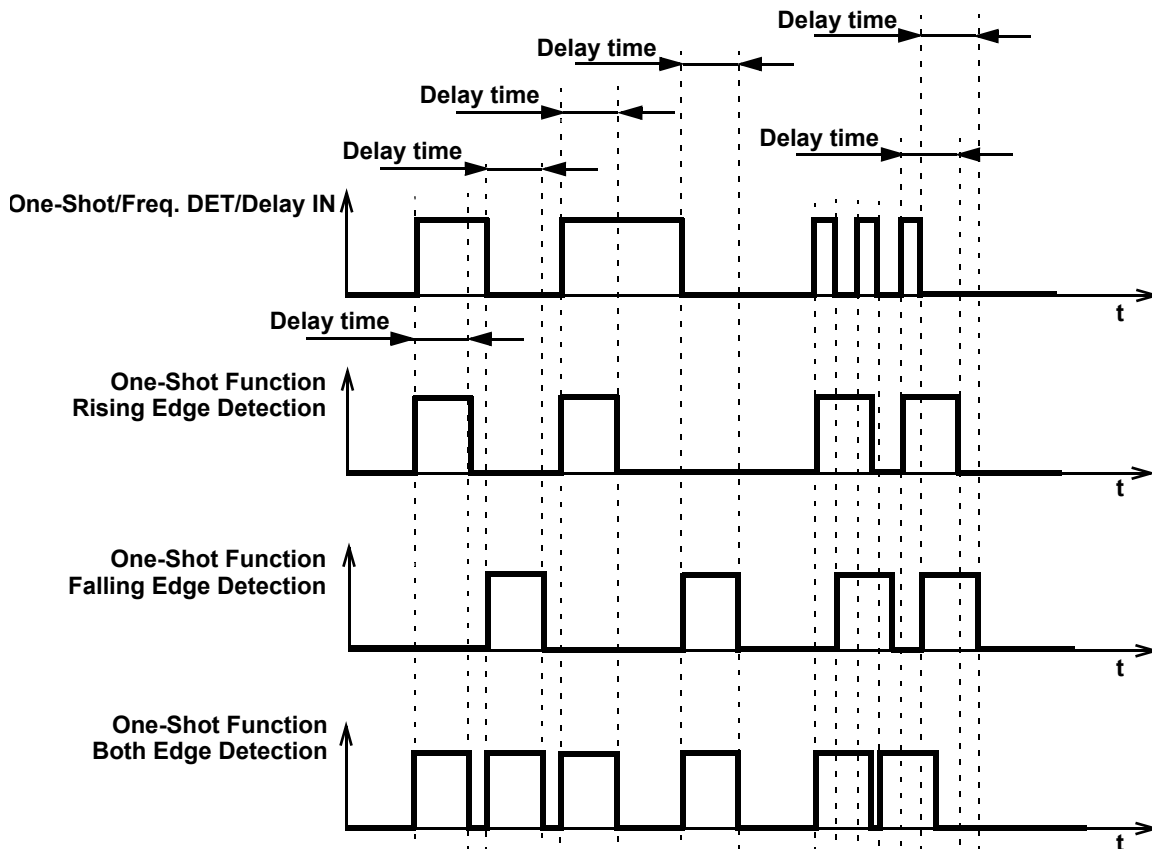 Delay time
Delay time
Delay time
Delay time
Delay time
One-Shot/Freq. DET/Delay IN
t
Delay time
One-Shot Function
Rising Edge Detection
t
One-Shot Function
Falling Edge Detection
t
One-Shot Function
Both Edge Detection
t